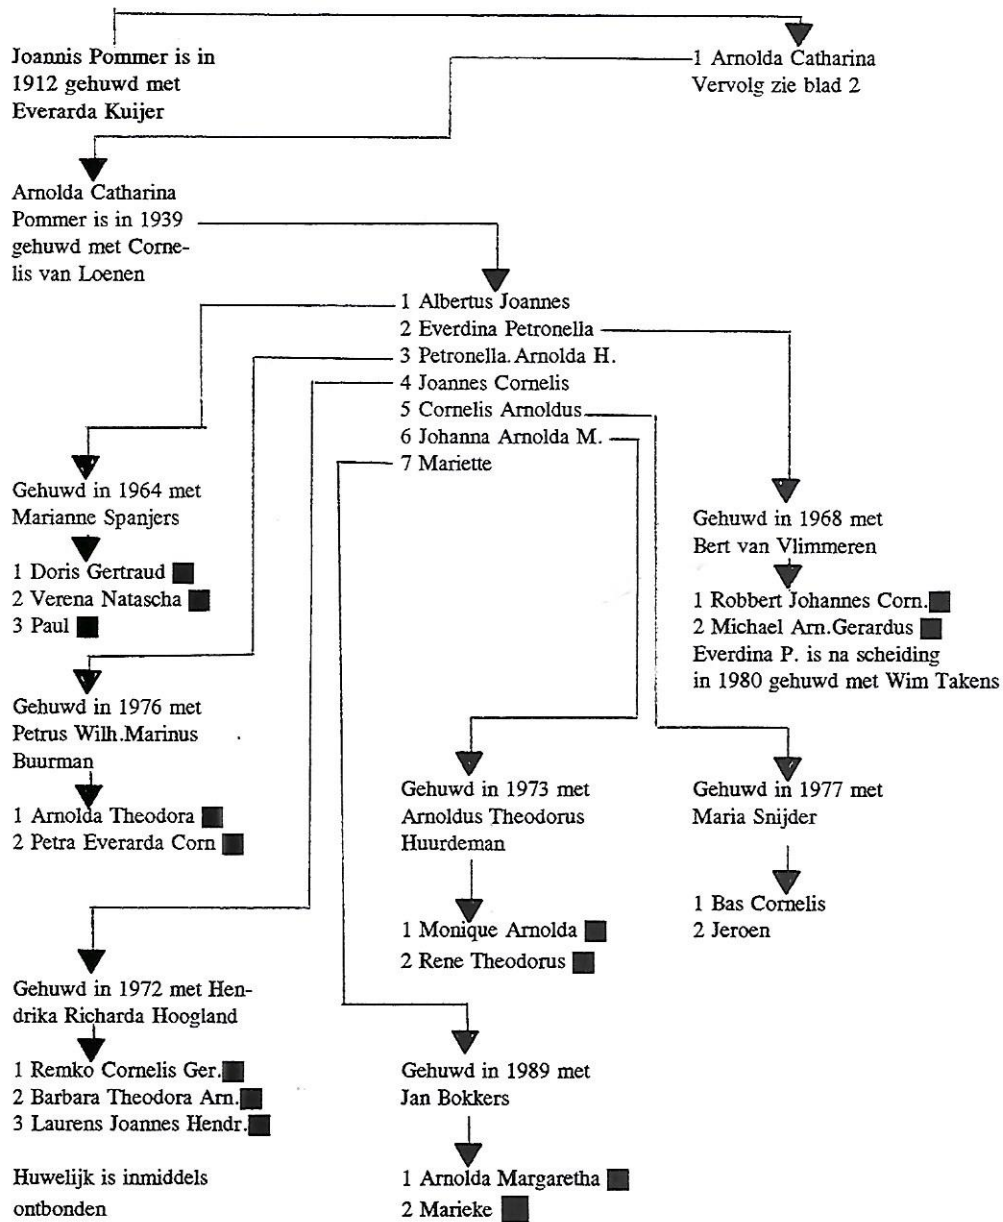 Joannis Pommer is in
1912 gehuwd met
Everarda Kuijer
1 Arnolda Catharina
Vervolg zie blad 2
Arnolda Catharina
Pommer is in 1939
gehuwd met Corne-
lis van Loenen
1 Albertus Joannes
2 Everdina Petronella
3 Petronella.Arnolda H.
4 Joannes Cornelis
5 Cornelis Arnoldus
6 Johanna Arnolda M.
7 Mariette
Gehuwd in 1964 met
Marianne Spanjers
1 Doris Gertraud
2 Verena Natascha
3 Paul
Gehuwd in 1968 met
Bert van Vlimmeren
1 Robbert Johannes Corn.
2 Michael Arn.Gerardus
Everdina P. is na scheiding
in 1980 gehuwd met Wim Takens
Gehuwd in 1976 met
Petrus Wilh.Marinus
Buurman
1 Arnolda Theodora
2 Petra Everarda Corn
Gehuwd in 1973 met
Arnoldus Theodorus
Huurdeman
1 Monique Arnolda
2 Rene Theodorus
Gehuwd in 1977 met
Maria Snijder
1 Bas Cornelis
2 Jeroen
Gehuwd in 1972 met Hen-
drika Richarda Hoogland
1 Remko Cornelis Ger.
2 Barbara Theodora Arn.
3 Laurens Joannes Hendr.
Huwelijk is inmiddels
ontbonden
Gehuwd in 1989 met
Jan Bokkers
1 Arnolda Margaretha
2 Marieke